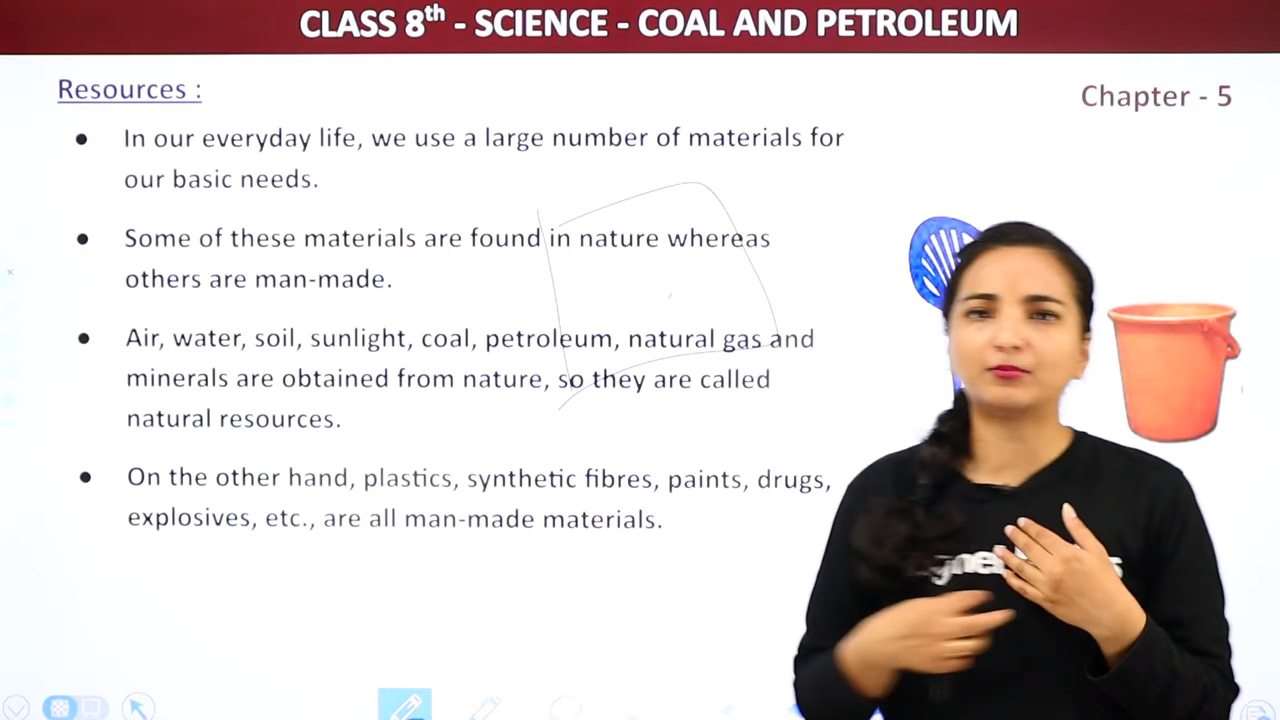 CLASS 8th - SCIENCE - COAL AND PETROLEUM
Resources :
Chapter - 5
● In our everyday life, we use a large number of materials for
our basic needs.
● Some of these materials are found in nature whereas
others are man-made.
● Air, water, soil, sunlight, coal, petroleum, natural gas and
minerals are obtained from nature, so they are called
natural resources.
● On the other hand, plastics, synthetic fibres, paints, drugs,
explosives, etc., are all man-made materials.